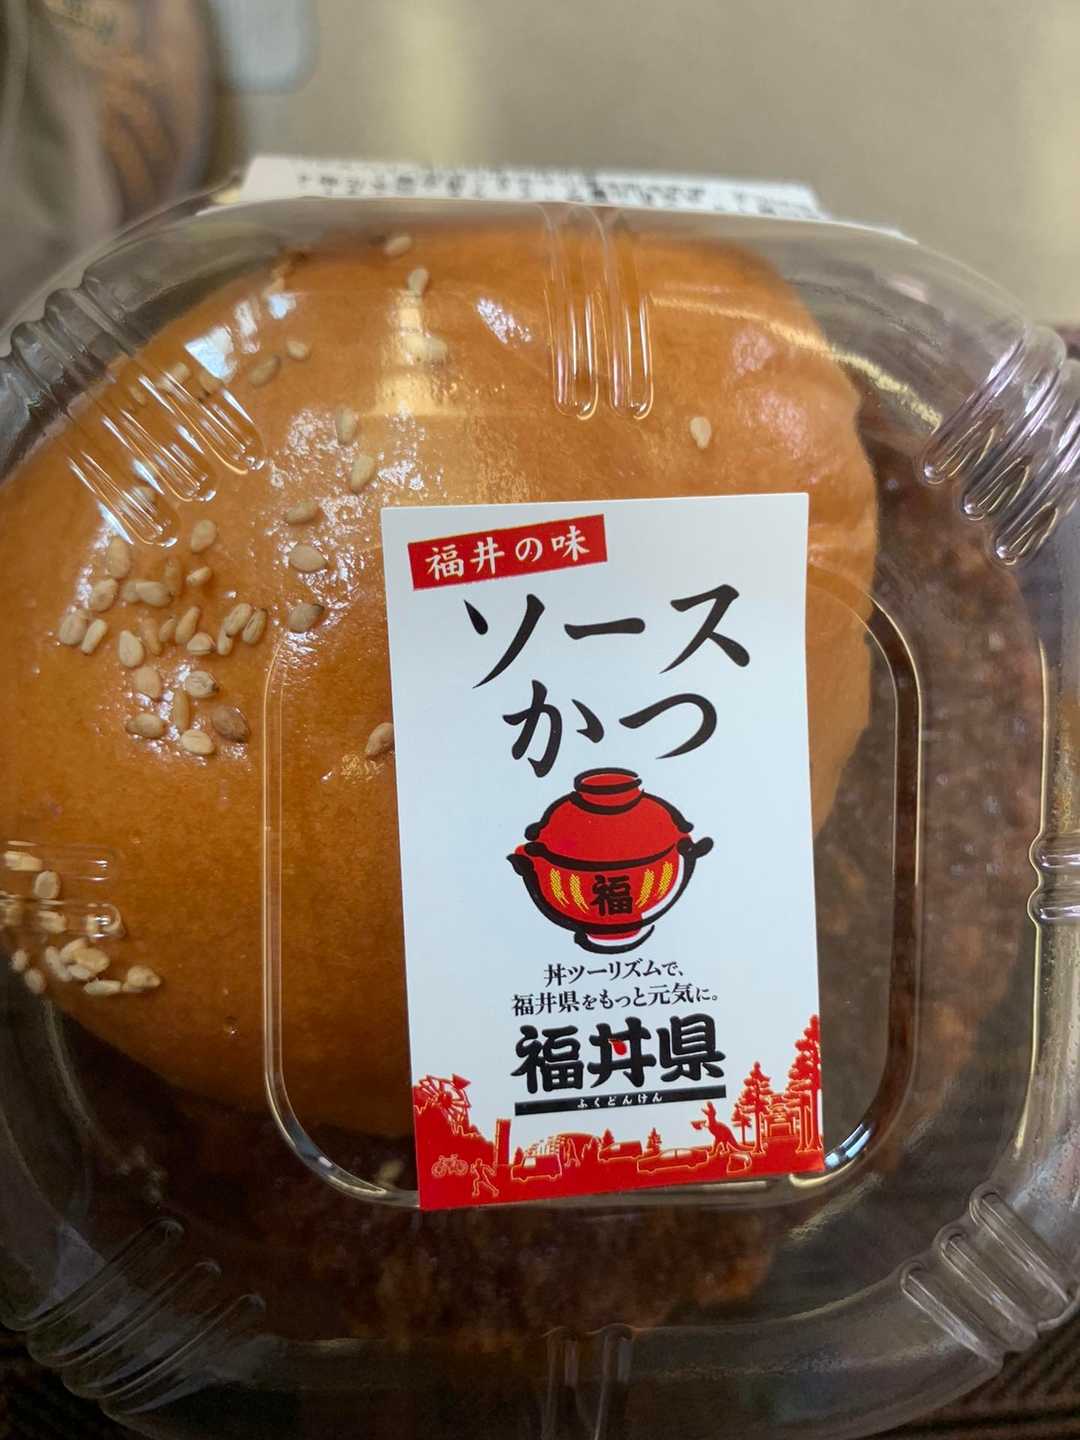 福井の味
ソース
かつ
福
丼ツーリズムで、
福井県をもっと元気に。
福丼県
ふくどんけん